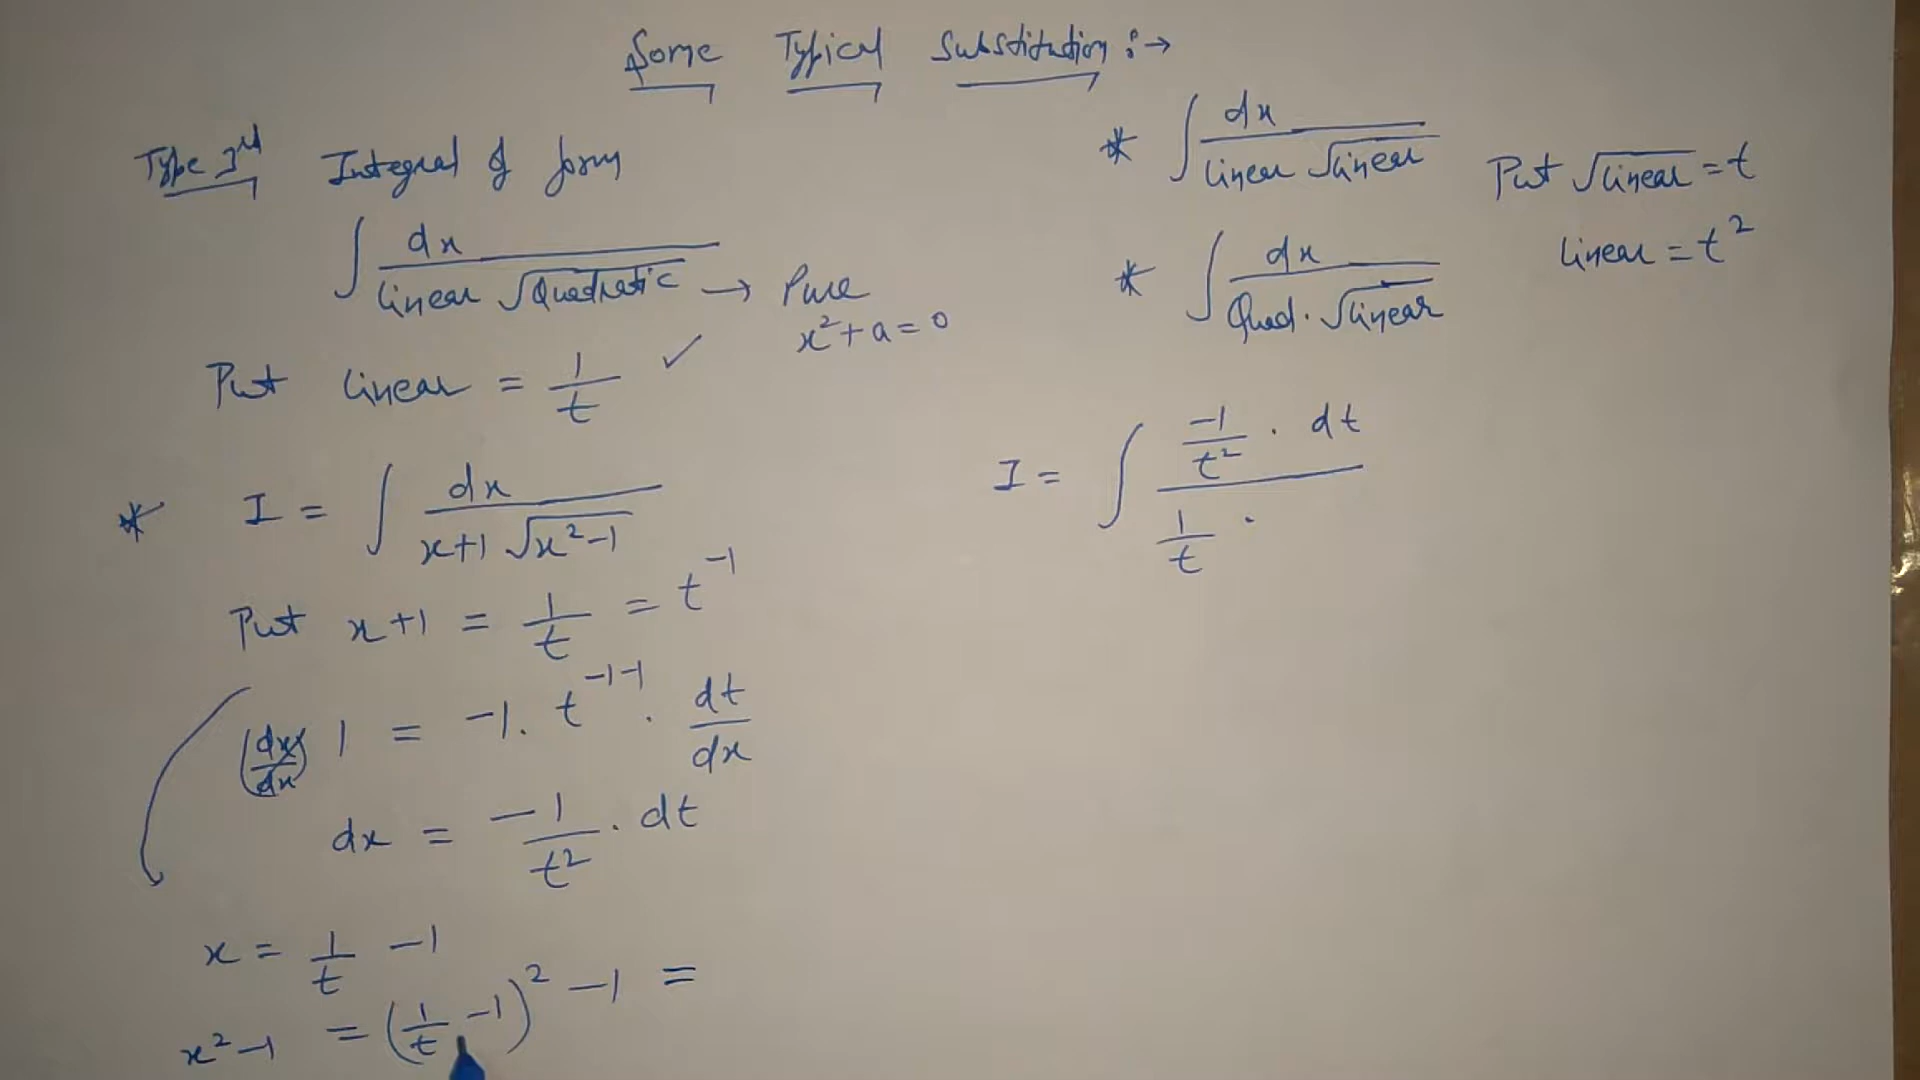 Some Typical Substitution :→
Type 3rd Integral of form
∫ dx / (linear √Quadratic) → Pure
x² + a = 0
Put linear = 1/t ✓
* I = ∫ dx / (x+1 √(x²-1))
Put x+1 = 1/t = t^-1
(dx/dx) 1 = -1. t^(-1-1) . dt/dx
dx = -1/t² . dt
x = 1/t - 1
x² - 1 = (1/t - 1)² - 1 =
* ∫ dx / (linear √linear) Put √linear = t
linear = t²
* ∫ dx / (Quad. √linear)
I = ∫ (-1/t² . dt) / (1/t .